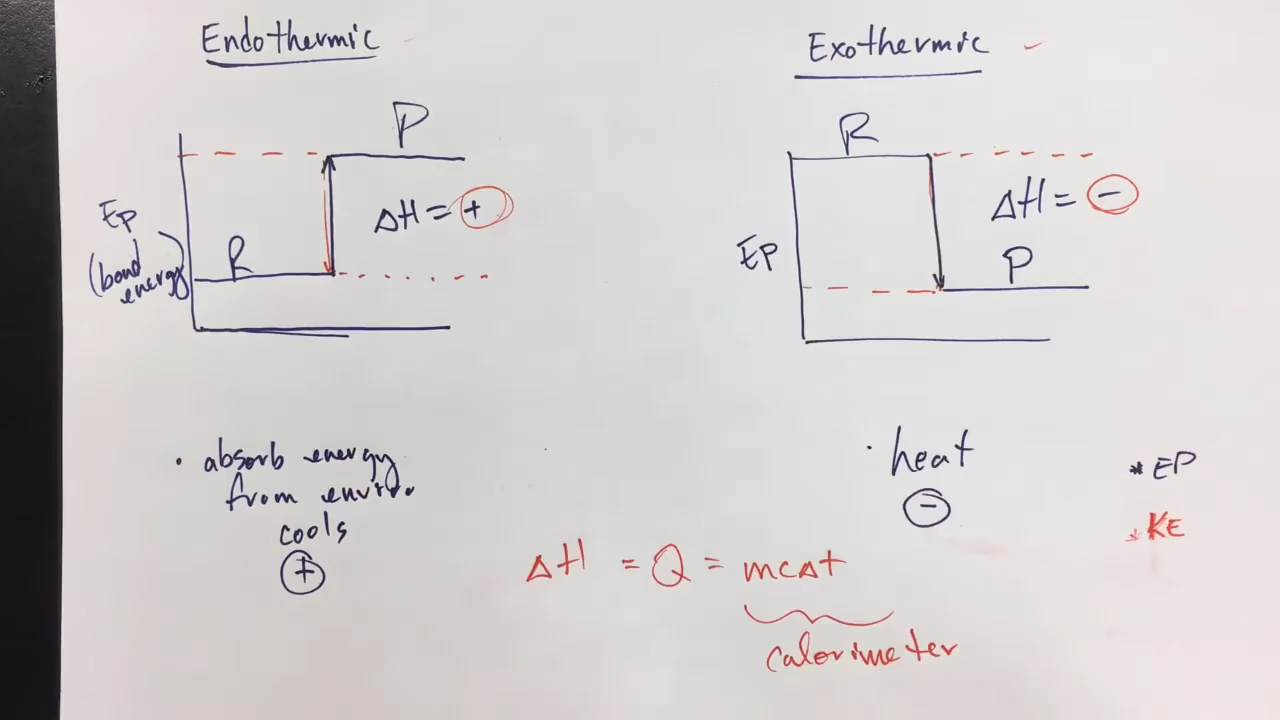 Endothermic
P
ΔH = +
Ep
(bond
energy
R
Exothermic
R
ΔH = -
Ep
P
• absorb energy
from enviro.
cools
+
• heat
-
* EP
* KE
ΔH = Q = mcΔt
calorimeter